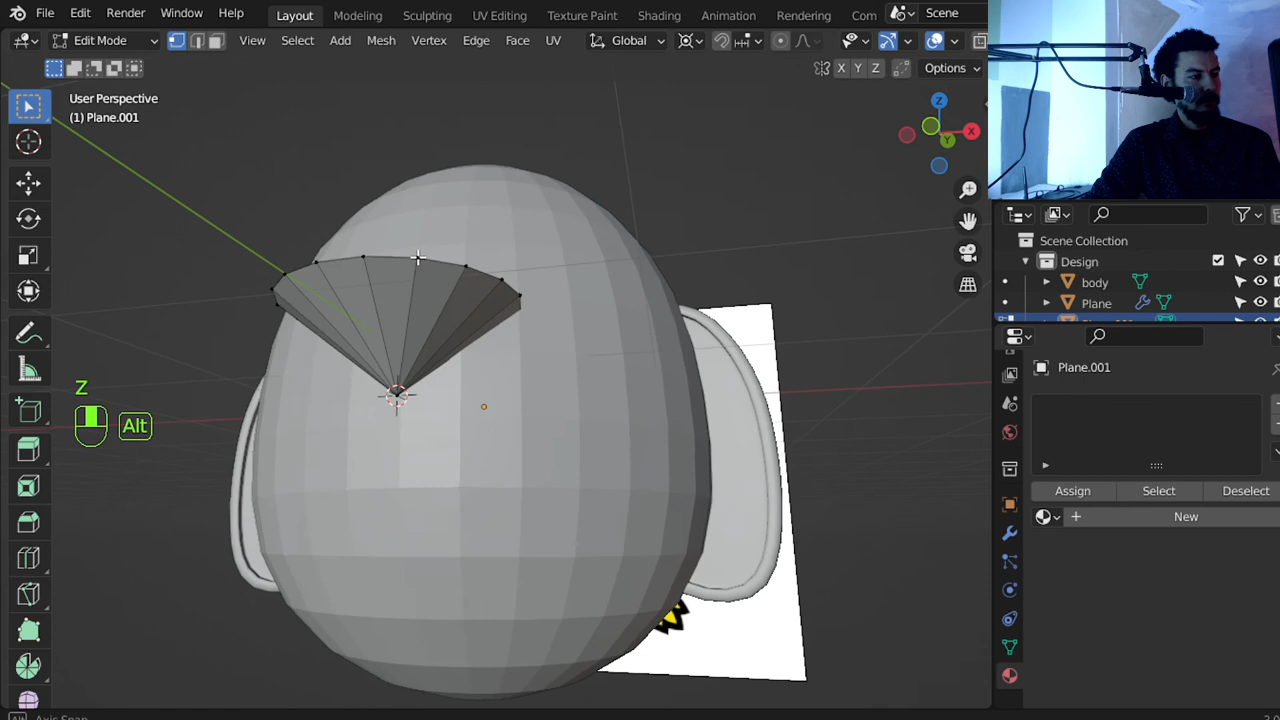 File Edit Render Window Help Layout Modeling Sculpting UV Editing Texture Paint Shading Animation Rendering Com Scene
Edit Mode View Select Add Mesh Vertex Edge Face UV Global
X Y Z Options
User Perspective
(1) Plane.001
Z
X
Y
Scene Collection
Design
body
Plane
Plane.001
Z
Alt
Assign Select Deselect
New
Axis Snap